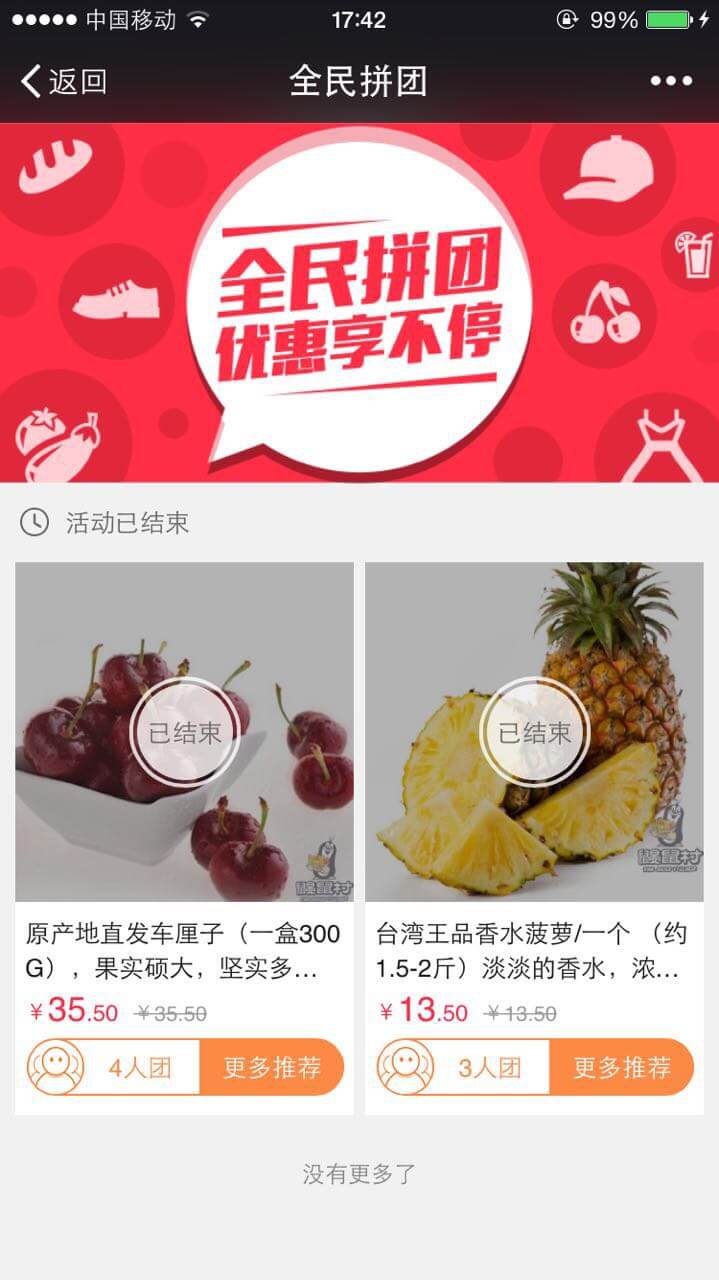 中国移动
17:42
99%
返回
全民拼团
全民拼团
优惠享不停
活动已结束
已结束
已结束
鼹鼠村
鼹鼠村
原产地直发车厘子（一盒300
G），果实硕大，坚实多…
¥35.50 ¥35.50
4人团
更多推荐
台湾王品香水菠萝/一个 （约
1.5-2斤）淡淡的香水，浓…
¥13.50 ¥13.50
3人团
更多推荐
没有更多了